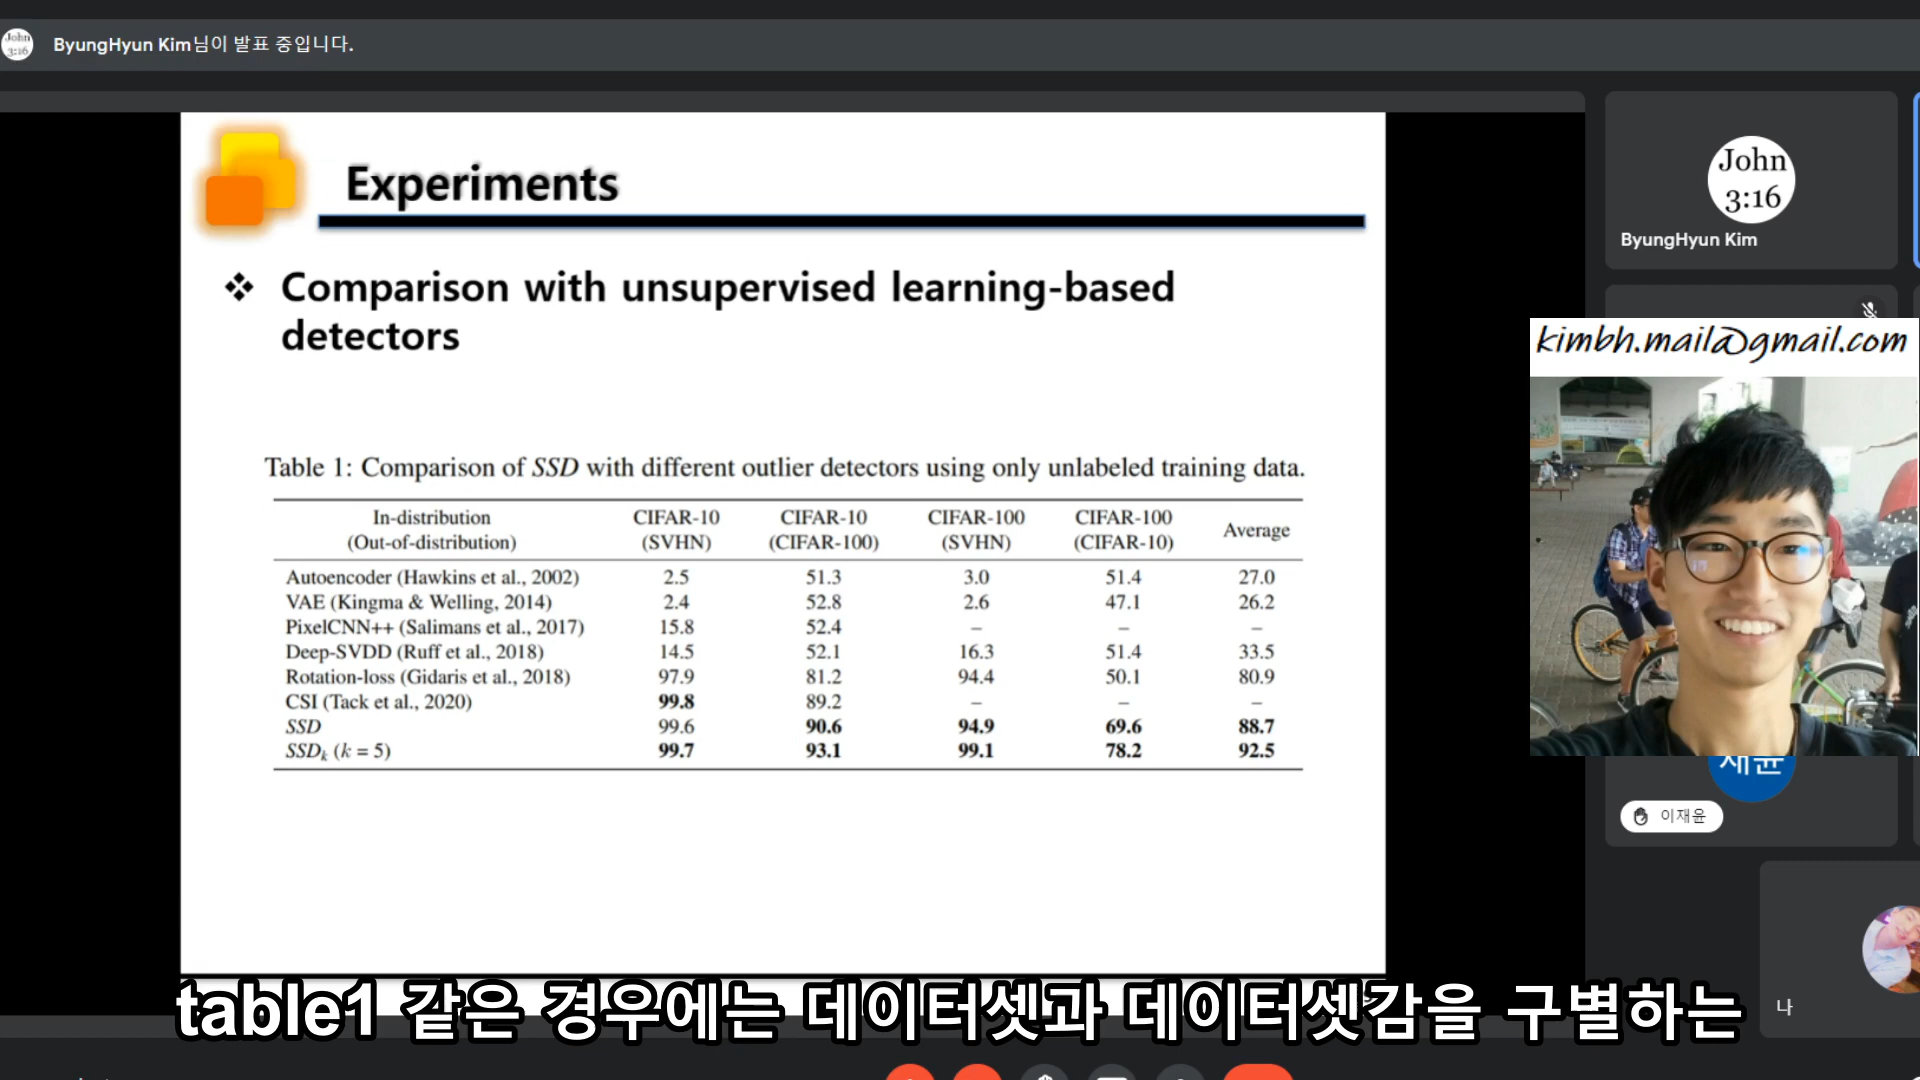 John
3:16
ByungHyun Kim님이 발표 중입니다.
Experiments
Comparison with unsupervised learning-based
detectors
Table 1: Comparison of SSD with different outlier detectors using only unlabeled training data.
In-distribution (Out-of-distribution) CIFAR-10 (SVHN) CIFAR-10 (CIFAR-100) CIFAR-100 (SVHN) CIFAR-100 (CIFAR-10) Average
Autoencoder (Hawkins et al., 2002) 2.5 51.3 3.0 51.4 27.0
VAE (Kingma & Welling, 2014) 2.4 52.8 2.6 47.1 26.2
PixelCNN++ (Salimans et al., 2017) 15.8 52.4 – – –
Deep-SVDD (Ruff et al., 2018) 14.5 52.1 16.3 51.4 33.5
Rotation-loss (Gidaris et al., 2018) 97.9 81.2 94.4 50.1 80.9
CSI (Tack et al., 2020) 99.8 89.2 – – –
SSD 99.6 90.6 94.9 69.6 88.7
SSDk (k = 5) 99.7 93.1 99.1 78.2 92.5
John
3:16
ByungHyun Kim
kimbh.mail@gmail.com
재윤
이재윤
나
table1 같은 경우에는 데이터셋과 데이터셋감을 구별하는